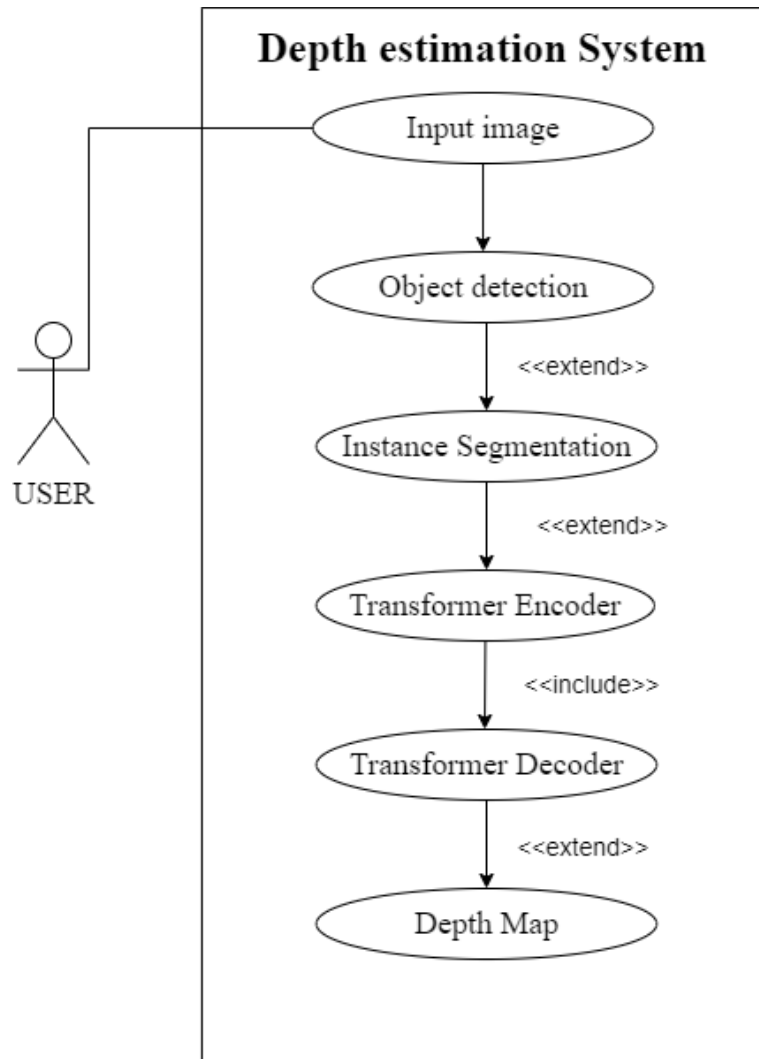 Depth estimation System
Input image
Object detection
<<extend>>
Instance Segmentation
USER
<<extend>>
Transformer Encoder
<<include>>
Transformer Decoder
<<extend>>
Depth Map